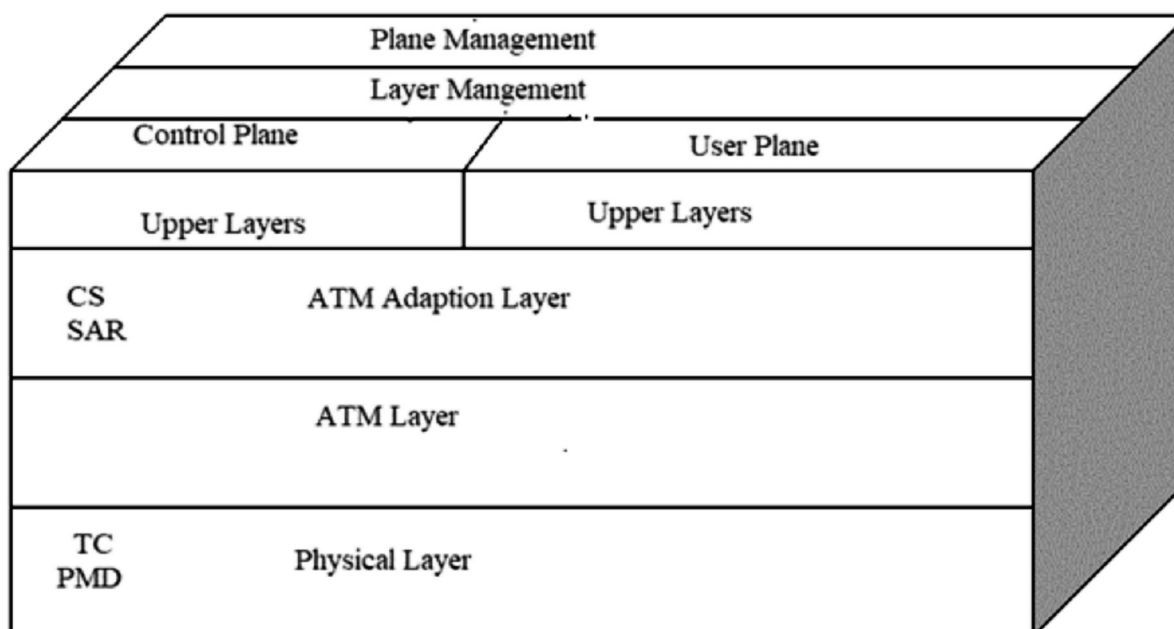 Plane Management
Layer Mangement
Control Plane
User Plane
Upper Layers
Upper Layers
CS
SAR
ATM Adaption Layer
ATM Layer
TC
PMD
Physical Layer